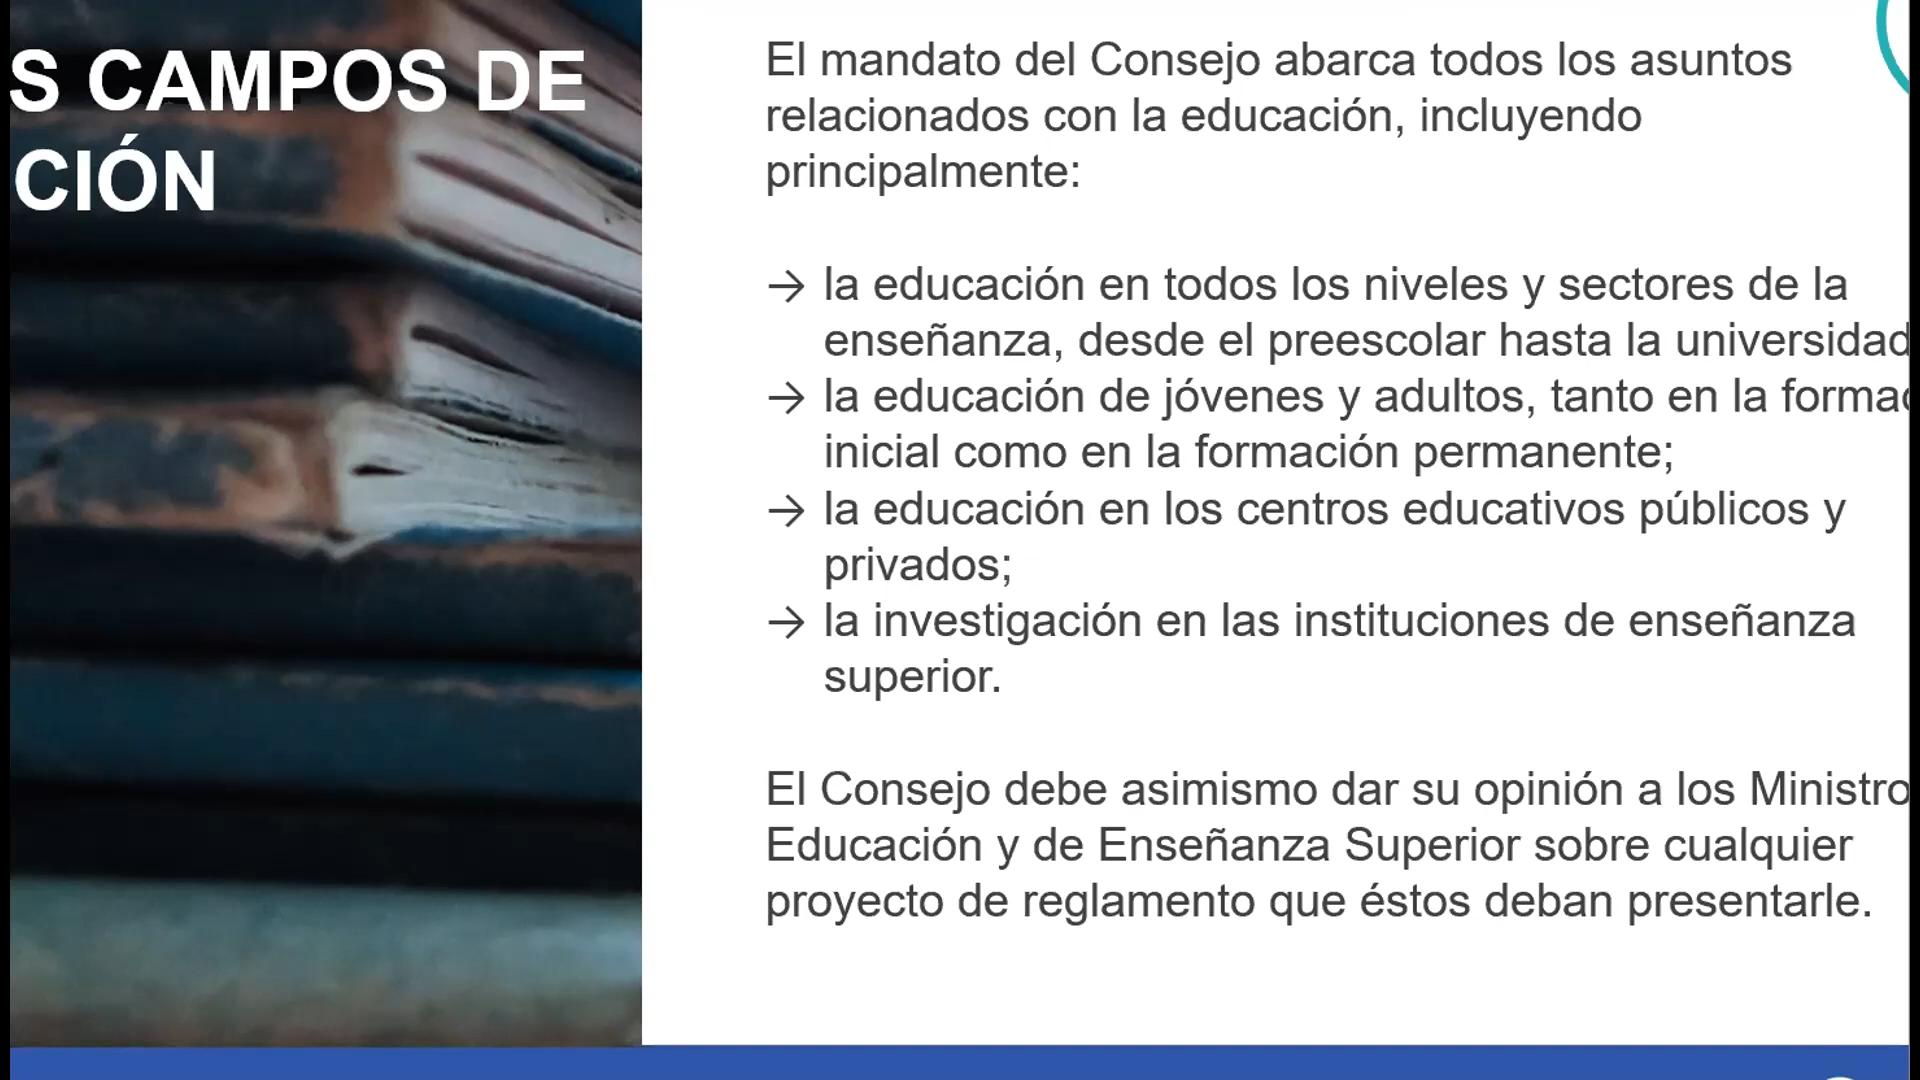 S CAMPOS DE
CIÓN
El mandato del Consejo abarca todos los asuntos
relacionados con la educación, incluyendo
principalmente:
→ la educación en todos los niveles y sectores de la
enseñanza, desde el preescolar hasta la universidad
→ la educación de jóvenes y adultos, tanto en la formac
inicial como en la formación permanente;
→ la educación en los centros educativos públicos y
privados;
→ la investigación en las instituciones de enseñanza
superior.
El Consejo debe asimismo dar su opinión a los Ministro
Educación y de Enseñanza Superior sobre cualquier
proyecto de reglamento que éstos deban presentarle.